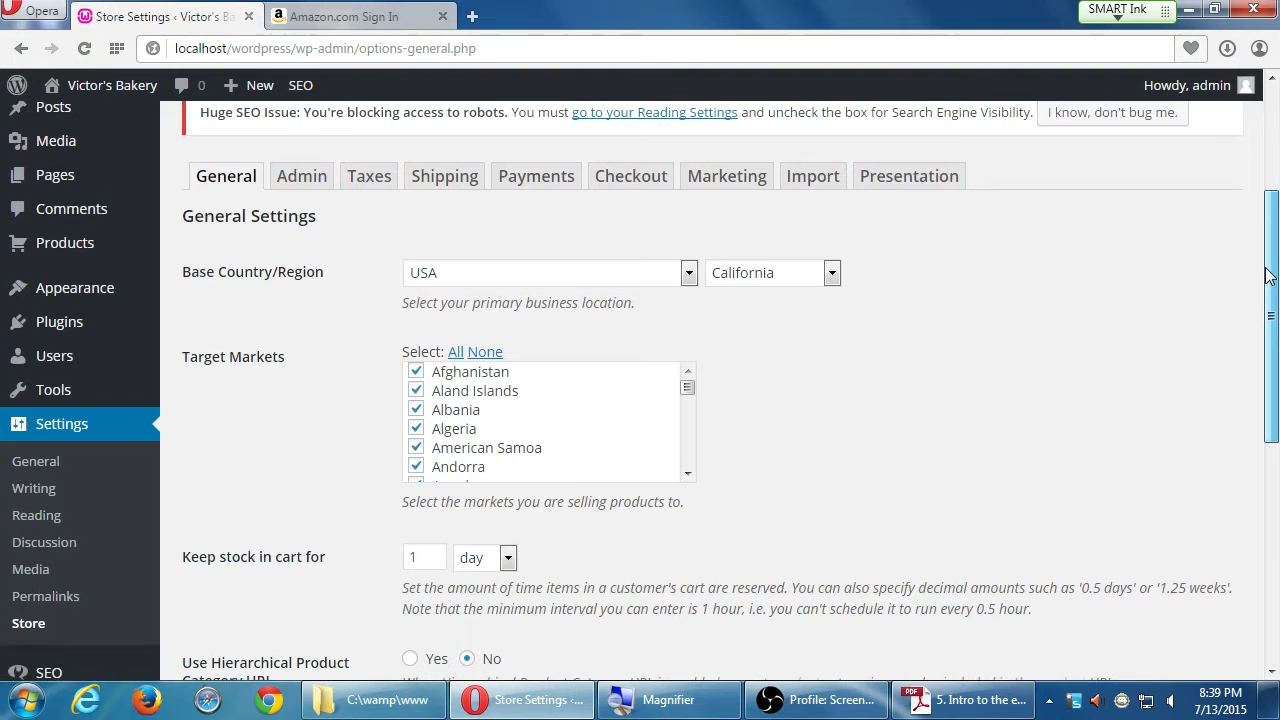 Opera
Store Settings ‹ Victor's Ba
Amazon.com Sign In
SMART Ink
localhost/wordpress/wp-admin/options-general.php
Victor's Bakery
0
New
SEO
Howdy, admin
Posts
Media
Pages
Comments
Products
Appearance
Plugins
Users
Tools
Settings
General
Writing
Reading
Discussion
Media
Permalinks
Store
SEO
Huge SEO Issue: You're blocking access to robots. You must go to your Reading Settings and uncheck the box for Search Engine Visibility.
I know, don't bug me.
General Admin Taxes Shipping Payments Checkout Marketing Import Presentation
General Settings
Base Country/Region
USA
California
Select your primary business location.
Target Markets
Select: All None
Afghanistan
Aland Islands
Albania
Algeria
American Samoa
Andorra
Select the markets you are selling products to.
Keep stock in cart for
1
day
Set the amount of time items in a customer's cart are reserved. You can also specify decimal amounts such as '0.5 days' or '1.25 weeks'.
Note that the minimum interval you can enter is 1 hour, i.e. you can't schedule it to run every 0.5 hour.
Use Hierarchical Product
Yes
No
C:\wamp\www
Store Settings ‹...
Magnifier
Profile: Screen...
PDF
5. Intro to the e...
8:39 PM
7/13/2015